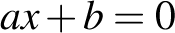 ax + b = 0